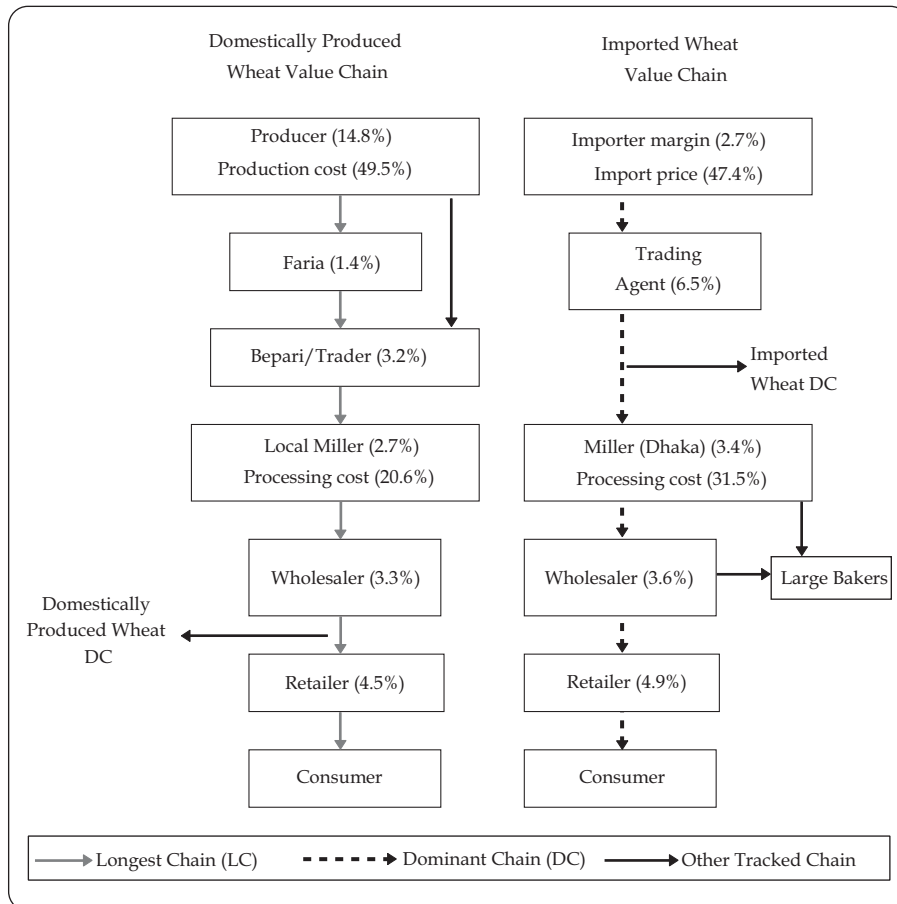 Domestically Produced
Wheat Value Chain
Producer (14.8%)
Production cost (49.5%)
Faria (1.4%)
Bepari/Trader (3.2%)
Local Miller (2.7%)
Processing cost (20.6%)
Wholesaler (3.3%)
Domestically
Produced Wheat
DC
Retailer (4.5%)
Consumer
Imported Wheat
Value Chain
Importer margin (2.7%)
Import price (47.4%)
Trading
Agent (6.5%)
Imported
Wheat DC
Miller (Dhaka) (3.4%)
Processing cost (31.5%)
Wholesaler (3.6%)
Large Bakers
Retailer (4.9%)
Consumer
Longest Chain (LC)
Dominant Chain (DC)
Other Tracked Chain